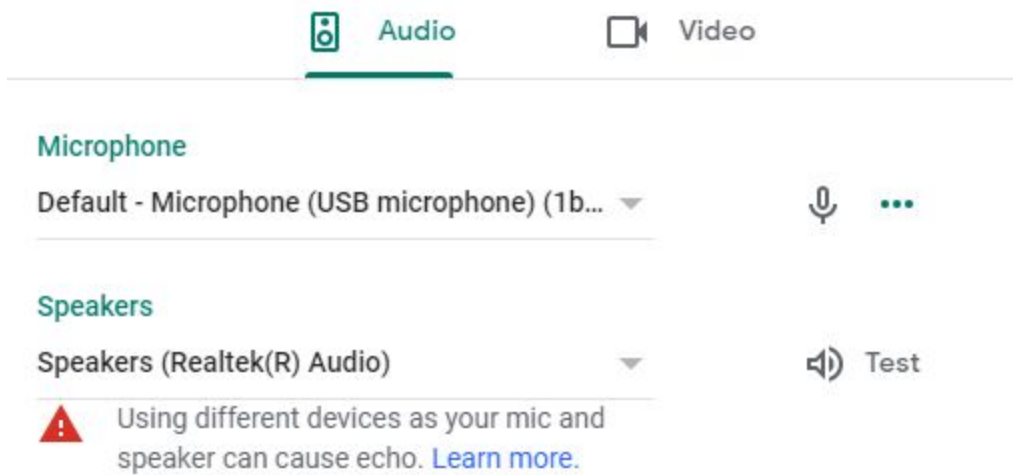 Audio
Video
Microphone
Default - Microphone (USB microphone) (1b...
Speakers
Speakers (Realtek(R) Audio)
Test
Using different devices as your mic and
speaker can cause echo. Learn more.